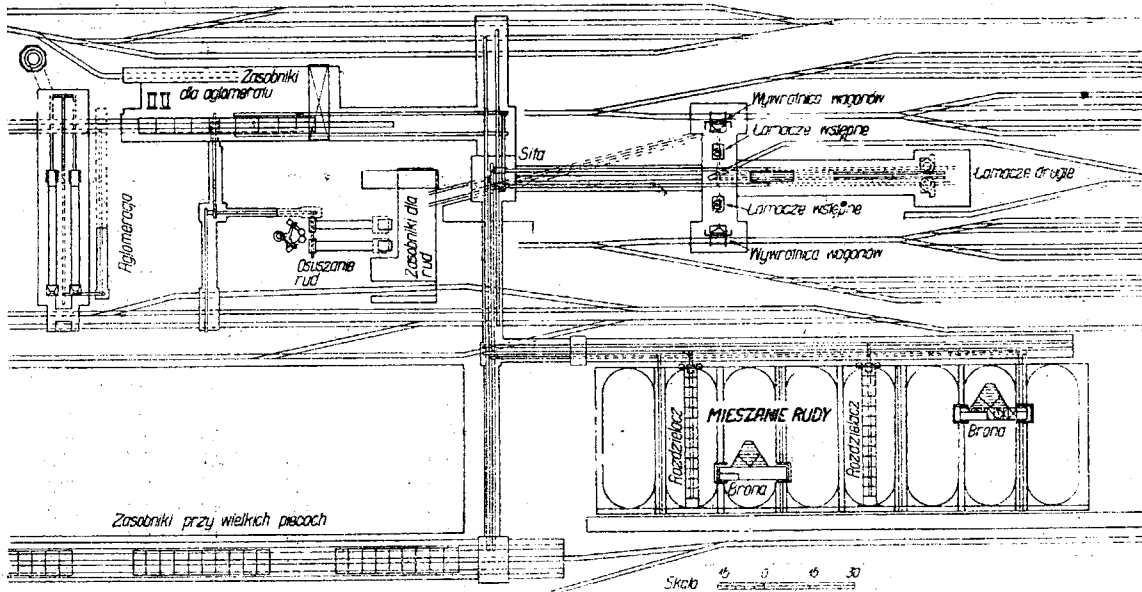 Zasobniki
dla aglomeratu
Wywrotnica wagonów
Łamacze wstępne
Sita
Łamacze drugie
Łamacze wstępne
Wywrotnica wagonów
Aglomeracja
Osuszanie
rud
Zasobniki dla
rud
MIESZANIE RUDY
Rozdzielacz
Rozdzielacz
Brona
Brona
Zasobniki przy wielkich piecach
Skala 15 0 15 30